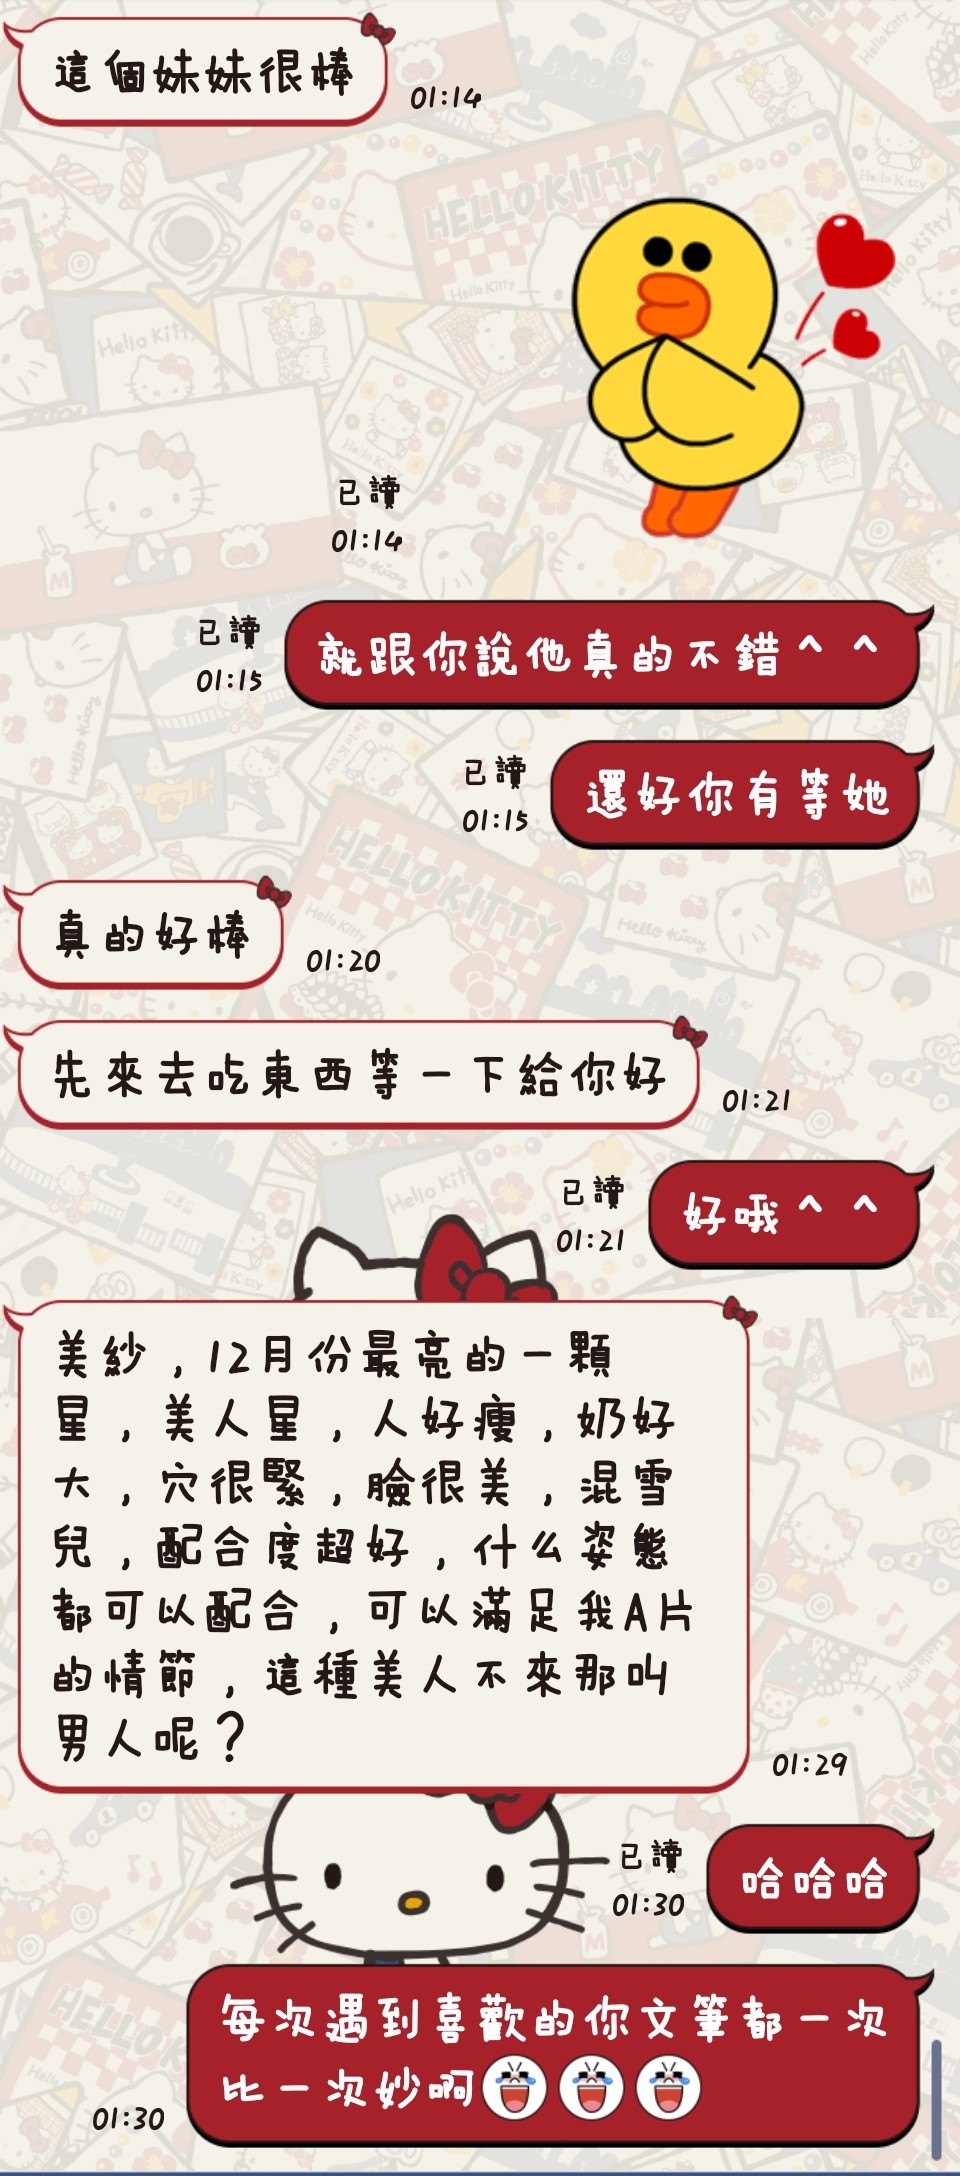 這個妹妹很棒
01:14
已讀
01:14
就跟你說他真的不錯^ ^
已讀
01:15
還好你有等她
已讀
01:15
真的好棒
01:20
先來去吃東西等一下給你好
01:21
好哦^ ^
已讀
01:21
美紗,12月份最亮的一顆
星,美人星,人好瘦,奶好
大,穴很緊,臉很美,混雪
兒,配合度超好,什么姿態
都可以配合,可以滿足我A片
的情節,這種美人不來那叫
男人呢?
01:29
哈哈哈
已讀
01:30
每次遇到喜歡的你文筆都一次
比一次妙啊
01:30
HELLO KITTY
Hello Kitty